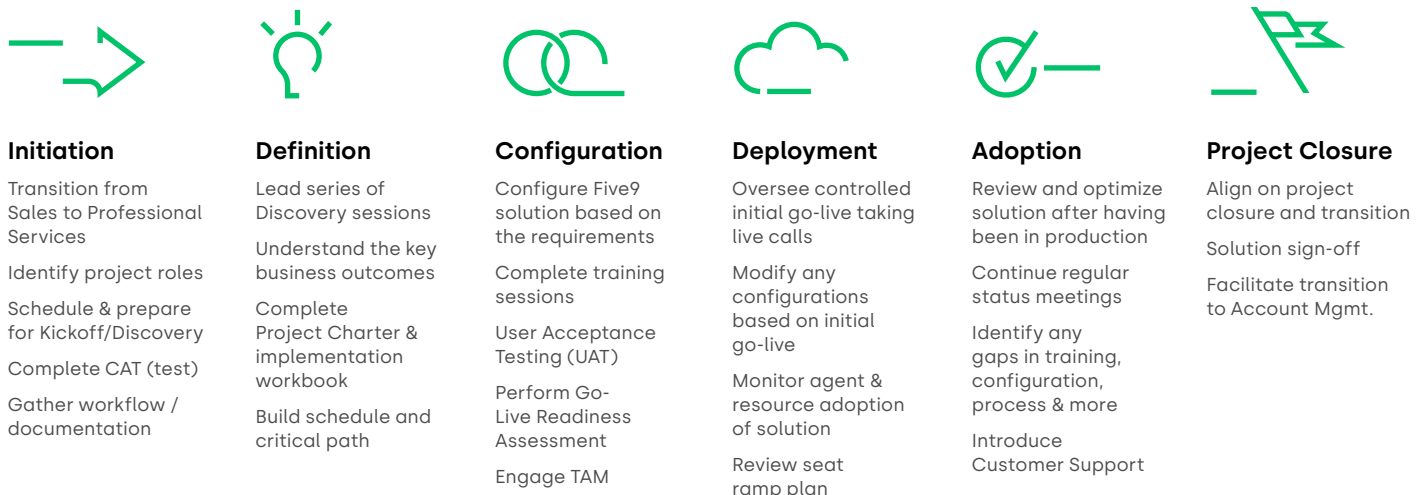 Initiation
Transition from
Sales to Professional
Services
Identify project roles
Schedule & prepare
for Kickoff/Discovery
Complete CAT (test)
Gather workflow /
documentation
Definition
Lead series of
Discovery sessions
Understand the key
business outcomes
Complete
Project Charter &
implementation
workbook
Build schedule and
critical path
Configuration
Configure Five9
solution based on
the requirements
Complete training
sessions
User Acceptance
Testing (UAT)
Perform Go-
Live Readiness
Assessment
Engage TAM
Deployment
Oversee controlled
initial go-live taking
live calls
Modify any
configurations
based on initial
go-live
Monitor agent &
resource adoption
of solution
Review seat
ramp plan
Adoption
Review and optimize
solution after having
been in production
Continue regular
status meetings
Identify any
gaps in training,
configuration,
process & more
Introduce
Customer Support
Project Closure
Align on project
closure and transition
Solution sign-off
Facilitate transition
to Account Mgmt.